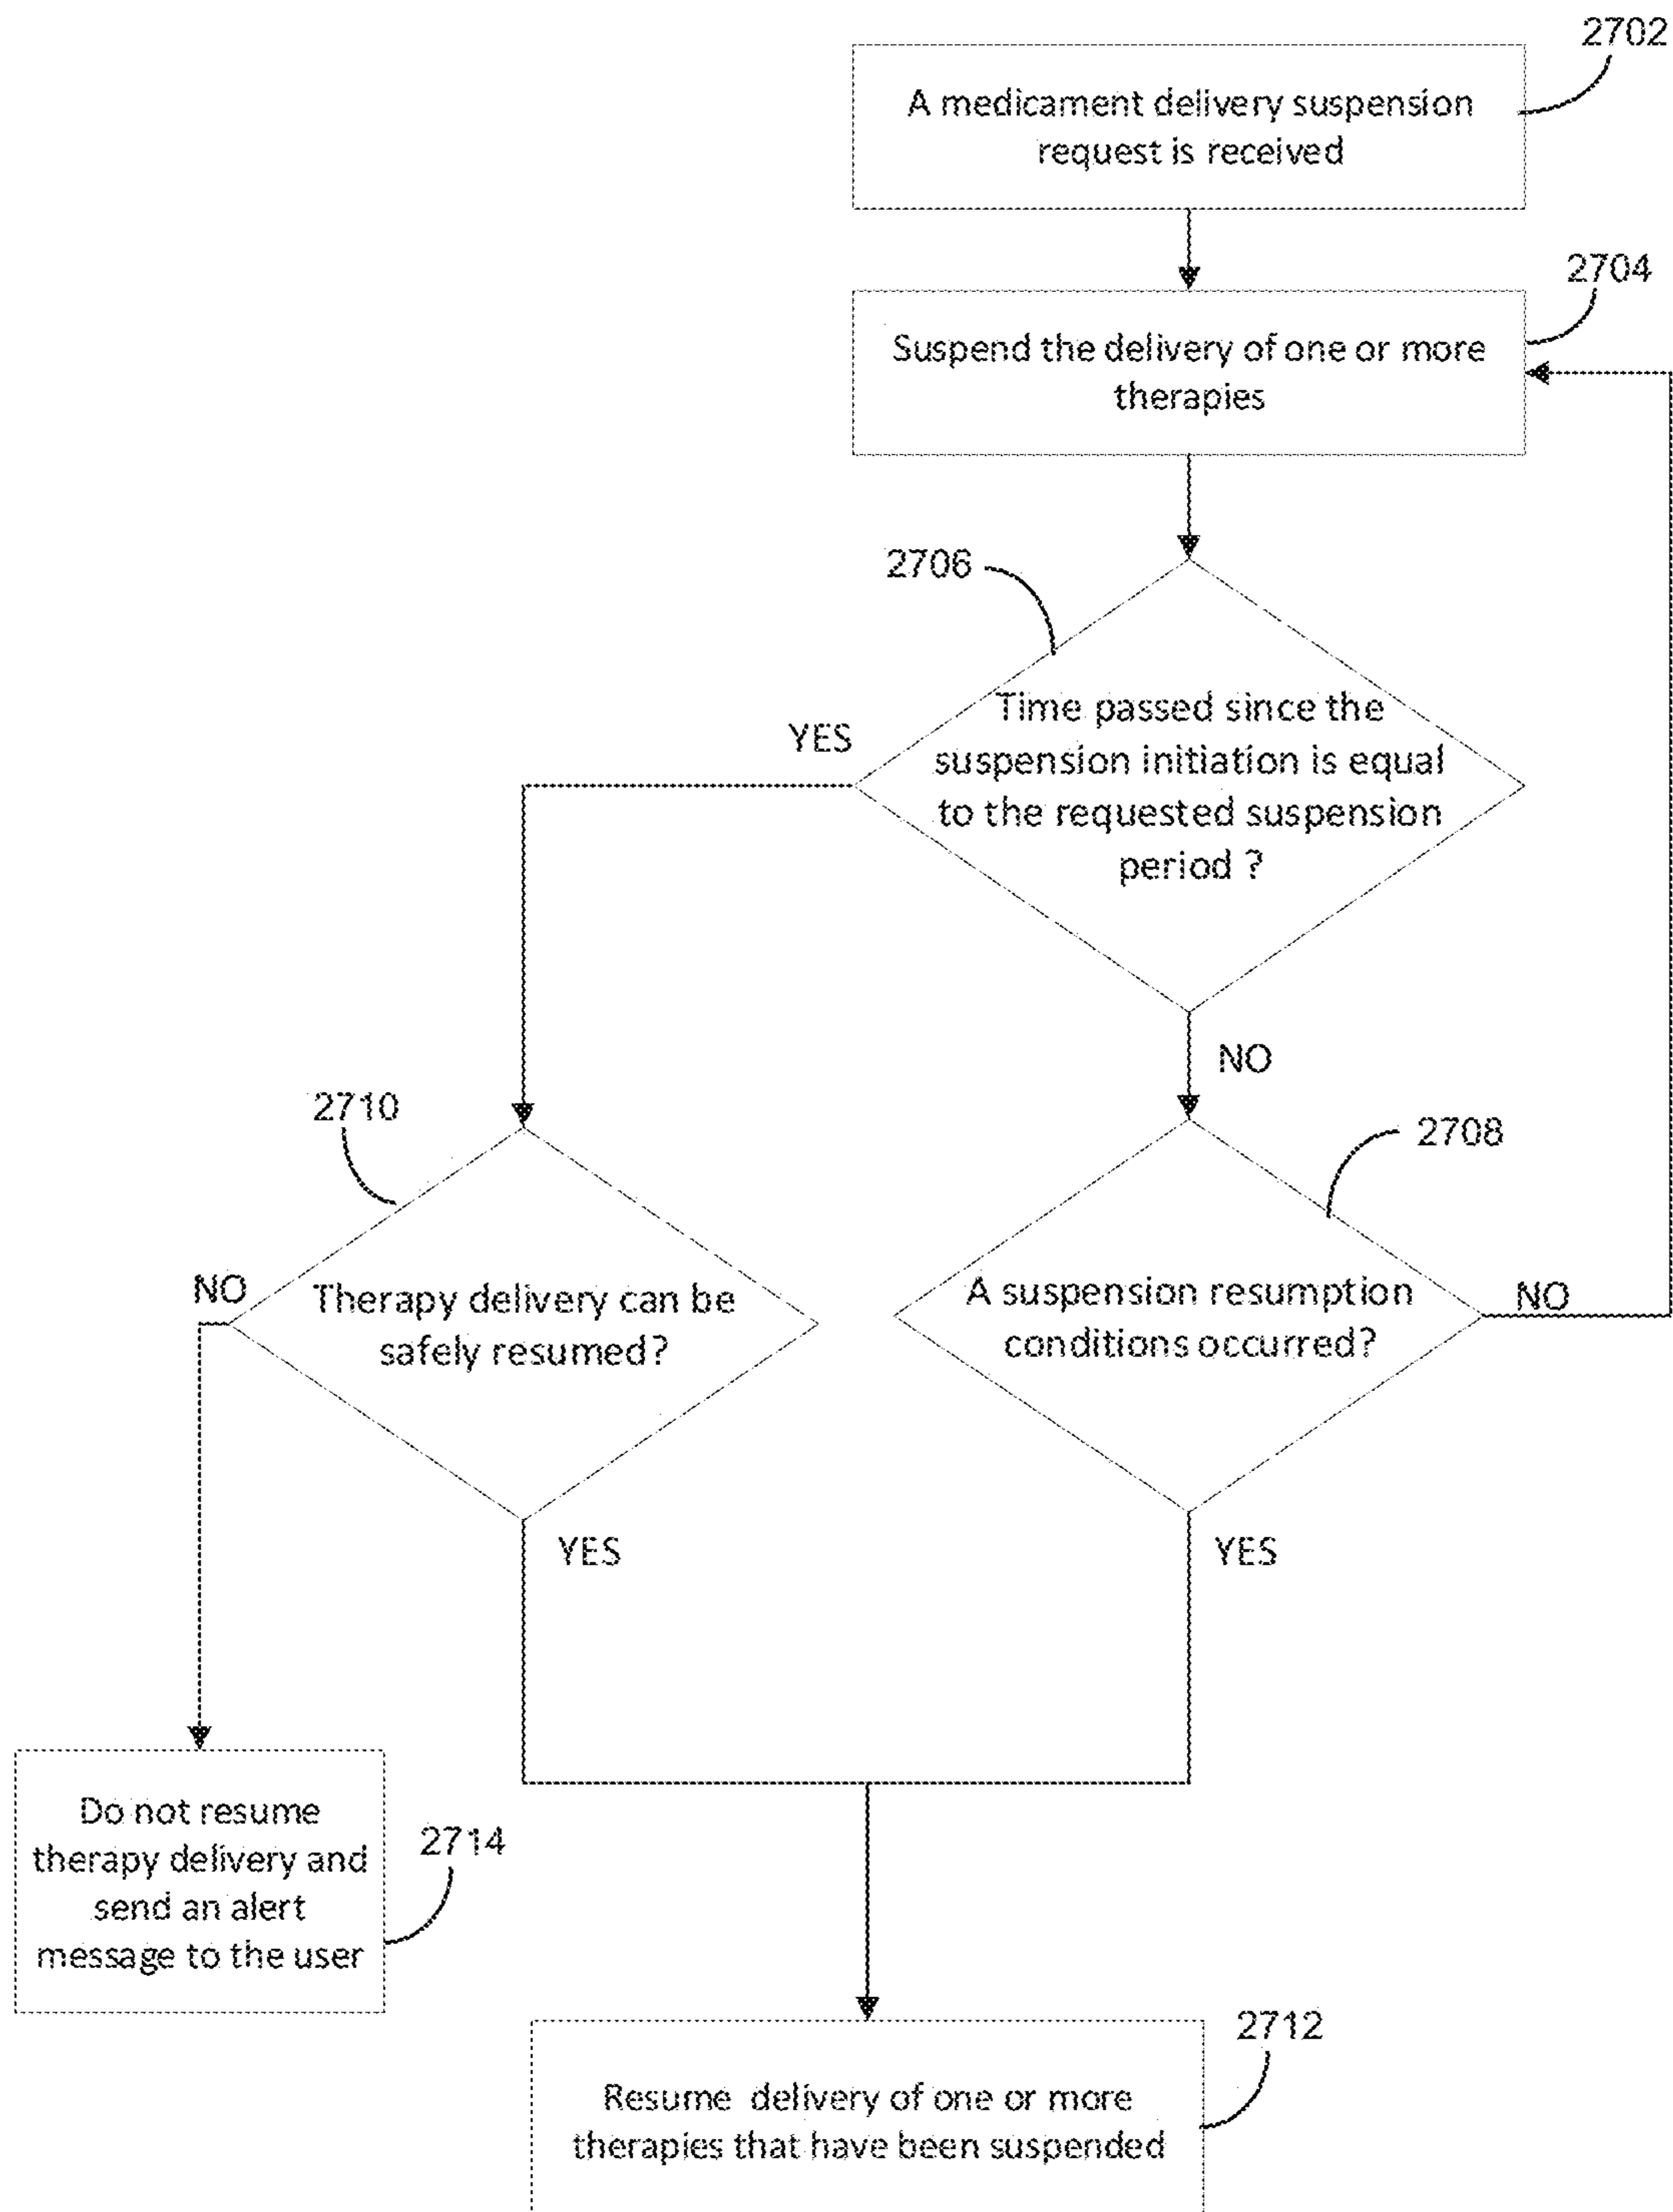 2702
A medicament delivery suspension
request is received
2704
Suspend the delivery of one or more
therapies
2706
Time passed since the
suspension initiation is equal
to the requested suspension
period ?
YES
NO
2710
2708
Therapy delivery can be
safely resumed?
A suspension resumption
conditions occurred?
NO
NO
YES
YES
Do not resume
therapy delivery and
send an alert
message to the user
2714
2712
Resume delivery of one or more
therapies that have been suspended